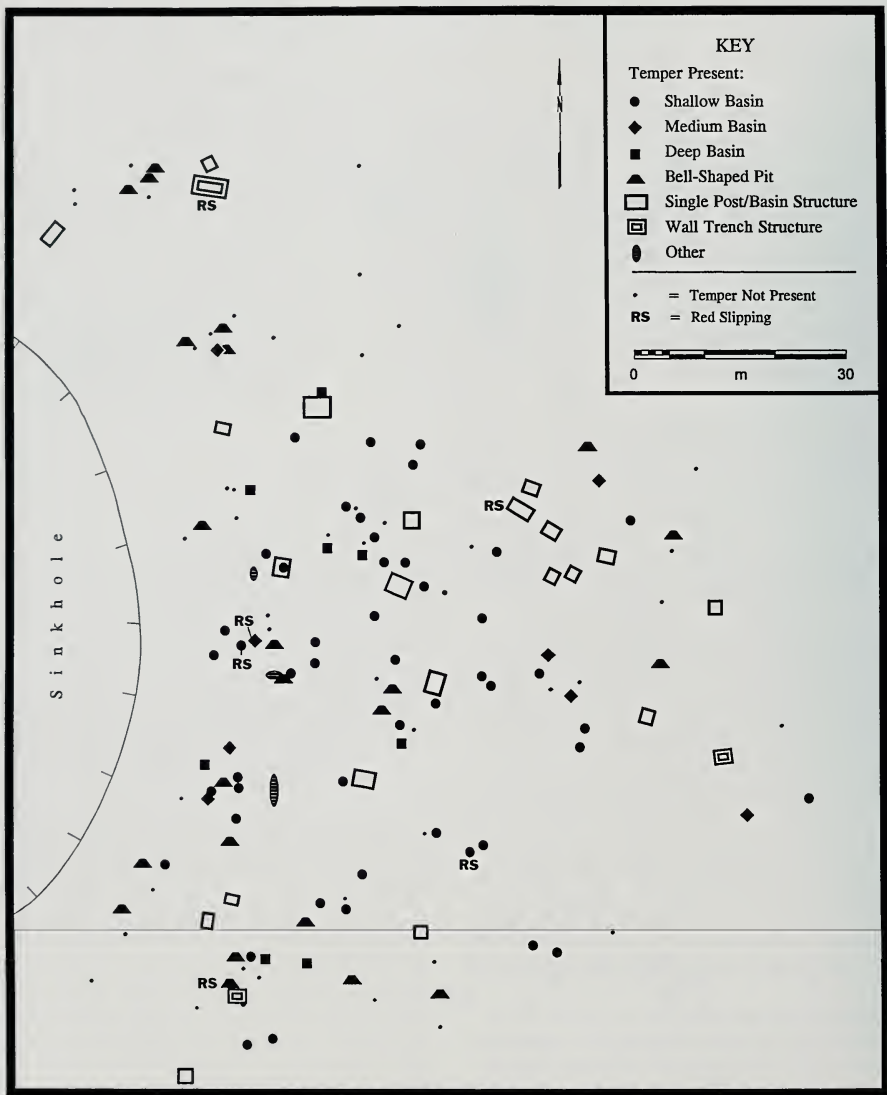 KEY
Temper Present:
Shallow Basin
Medium Basin
Deep Basin
Bell-Shaped Pit
Single Post/Basin Structure
Wall Trench Structure
Other
• = Temper Not Present
RS = Red Slipping
0 m 30
N
RS
RS
Sinkhole
RS
RS
RS
RS